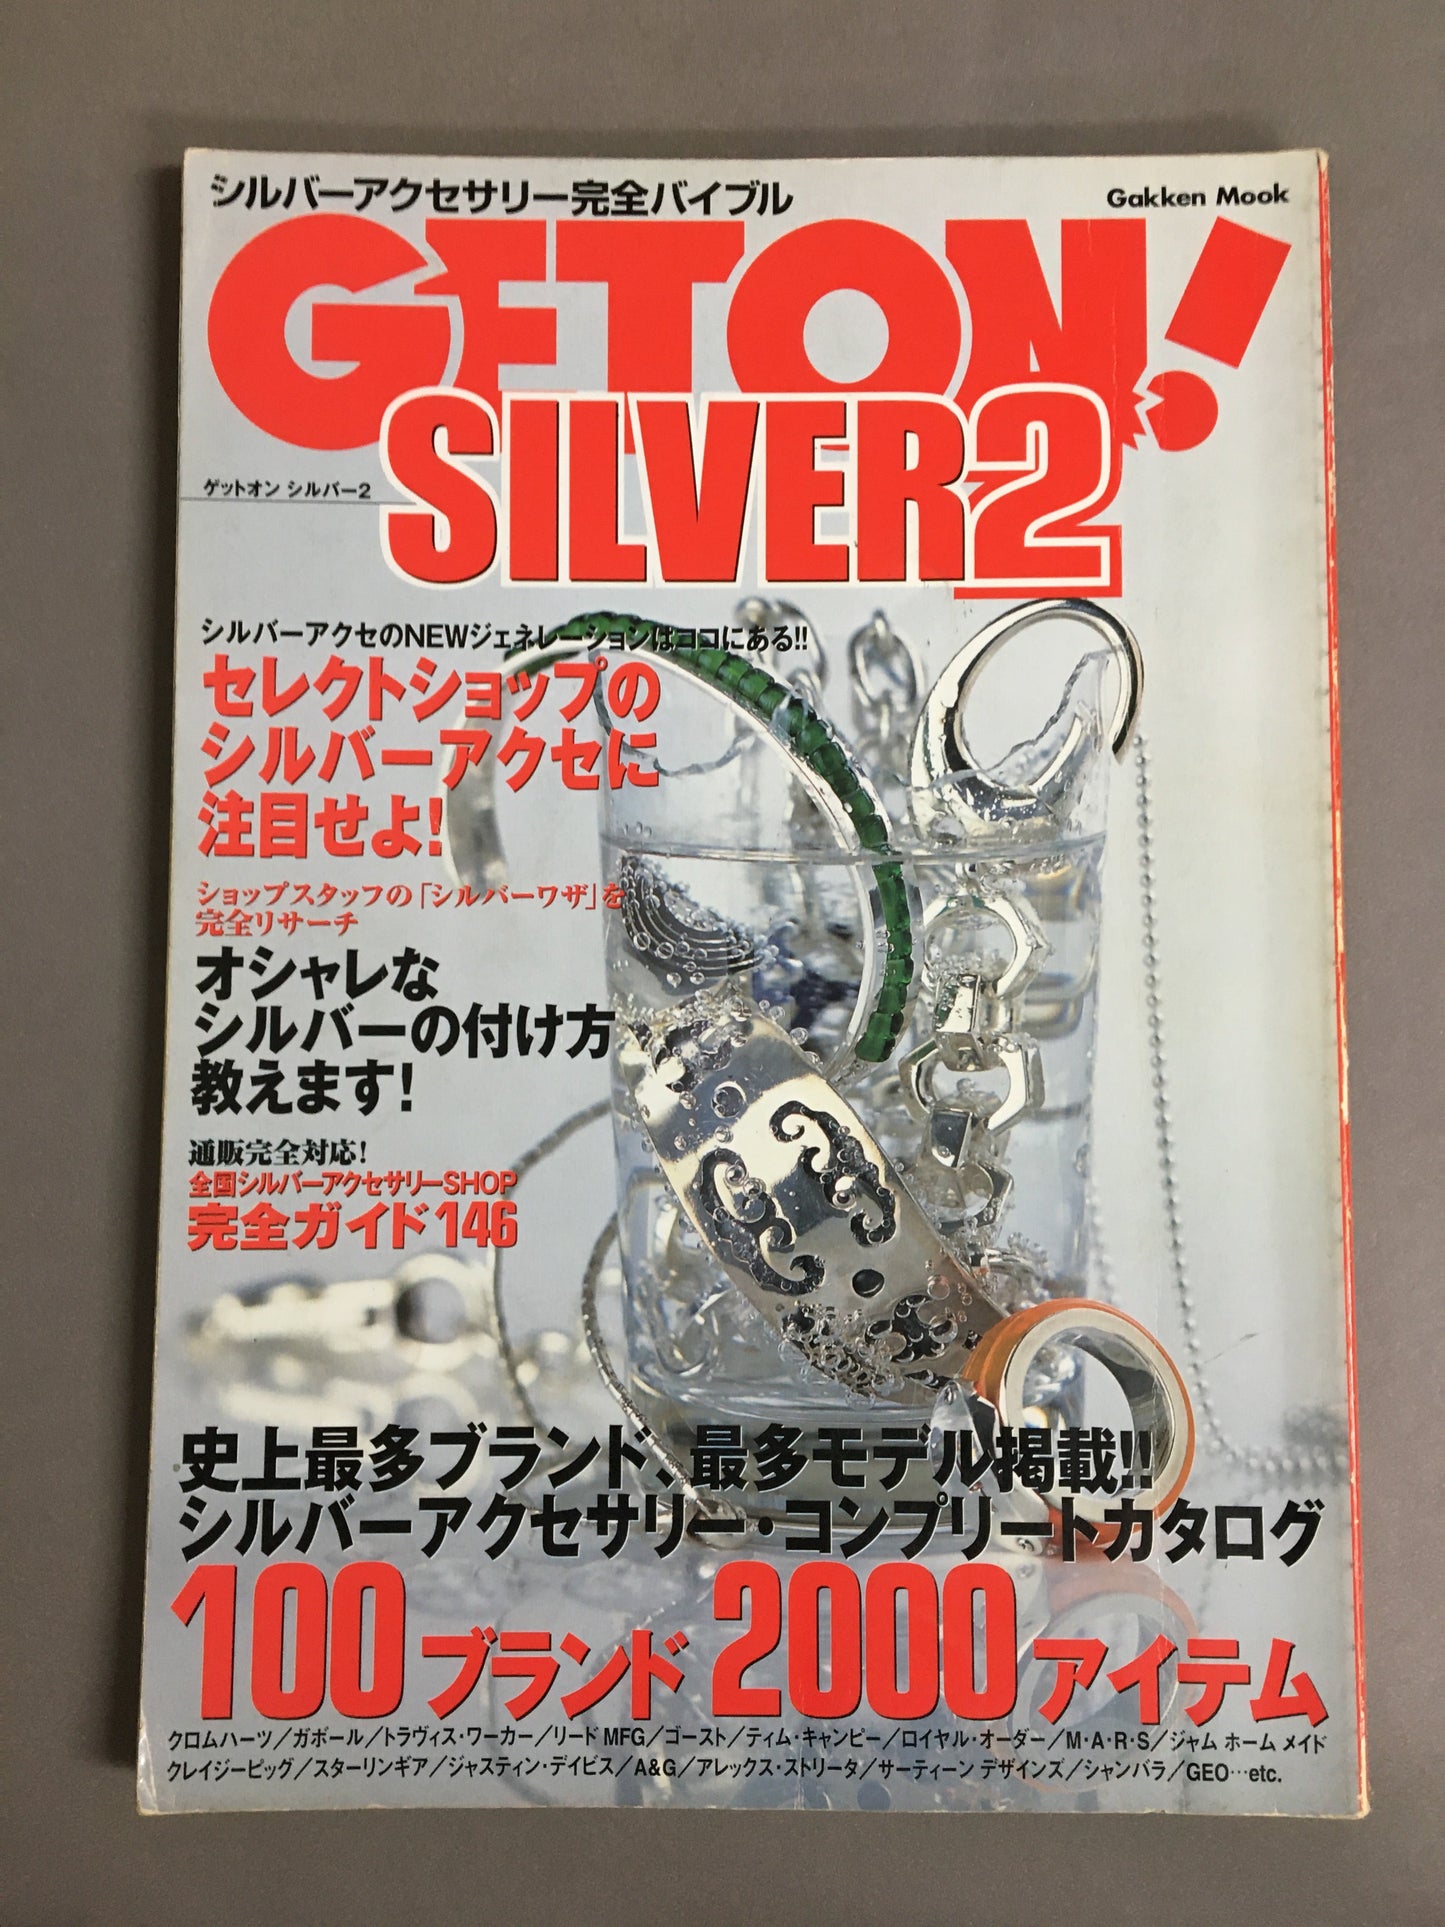 シルバーアクセサリー完全バイブル
Gakken Mook
GETON!
SILVER2
ゲットオン シルバー2
シルバーアクセのNEWジェネレーションはココにある!!
セレクトショップの
シルバーアクセに
注目せよ!
ショップスタッフの「シルバーワザ」を
完全リサーチ
オシャレな
シルバーの付け方
教えます!
通販完全対応!
全国シルバーアクセサリーSHOP
完全ガイド146
史上最多ブランド、最多モデル掲載!!
シルバーアクセサリー・コンプリートカタログ
100ブランド2000アイテム
クロムハーツ／ガボール／トラヴィス・ワーカー／リードMFG／ゴースト／ティム・キャンピー／ロイヤル・オーダー／M・A・R・S／ジャム ホーム メイド
クレイジーピッグ／スターリンギア／ジャスティン・デイビス／A&G／アレックス・ストリータ／サーティーン デザインズ／シャンバラ／GEO…etc.